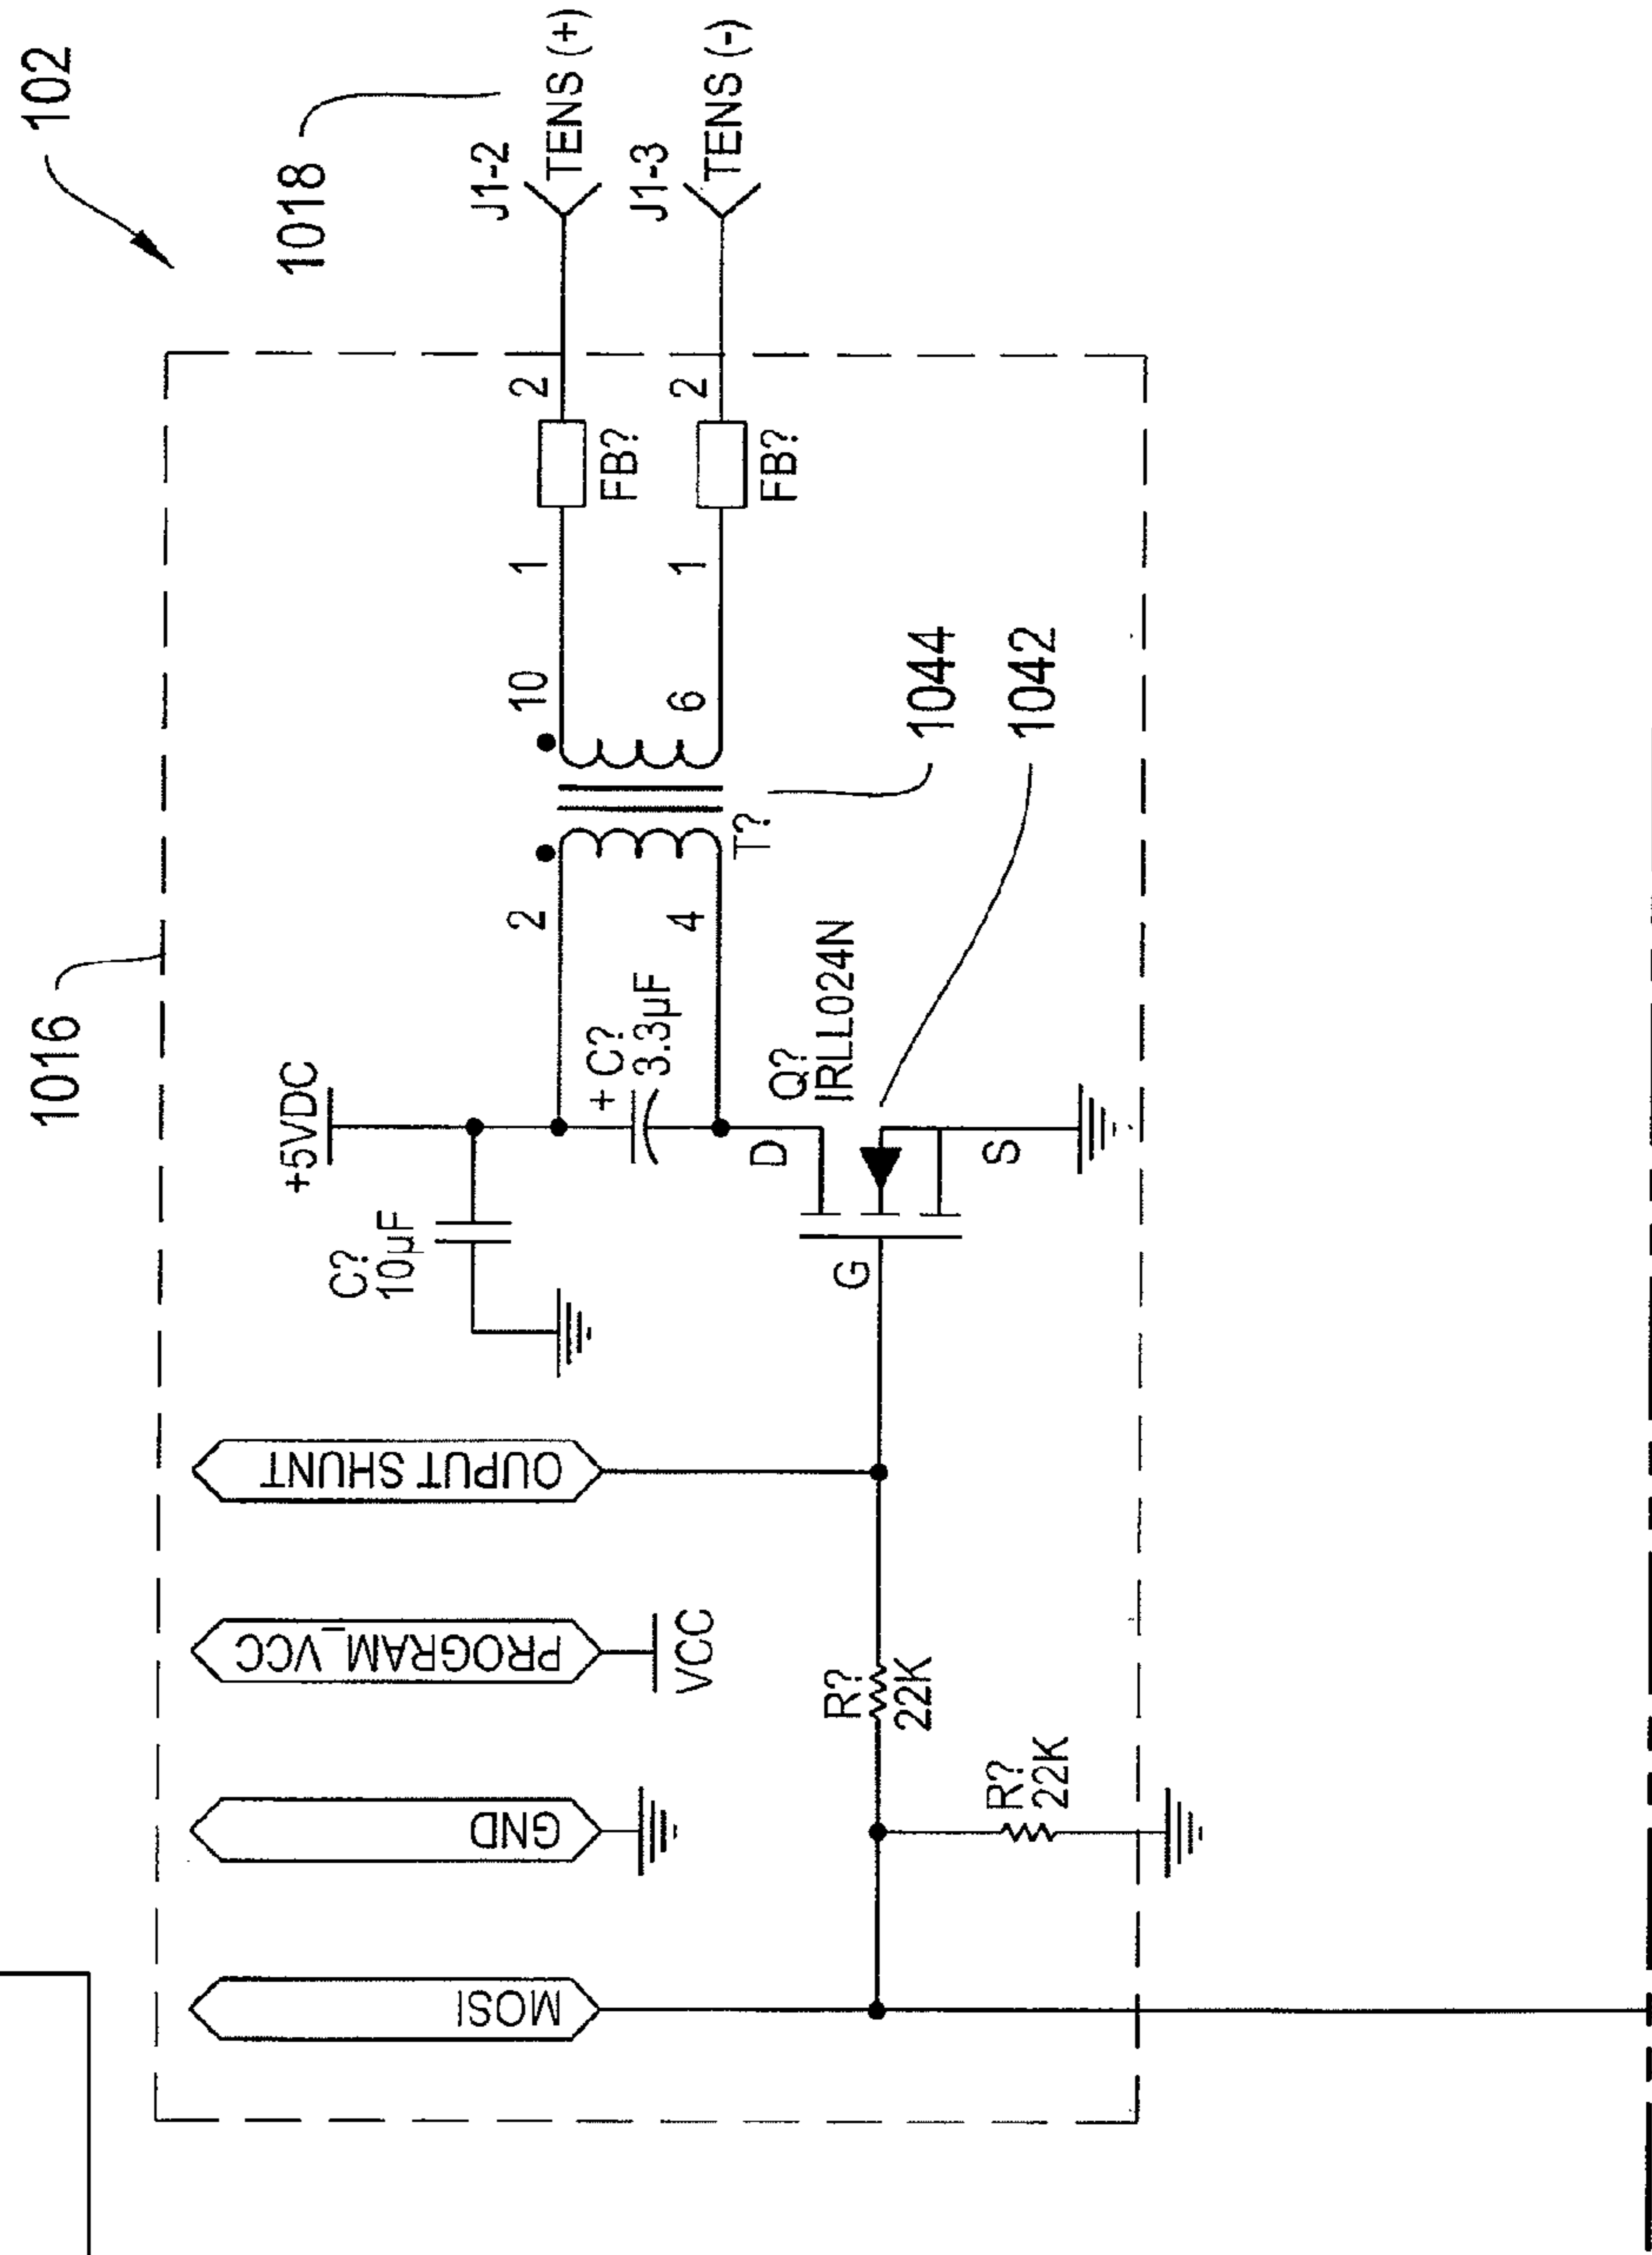 102
1016
1018
MOSI
GND
PROGRAM_VCC
VCC
OUPUT SHUNT
+5VDC
C?
10µF
+ C?
3.3µF
2
4
T?
10
6
1
FB?
2
1
FB?
2
J1-2
TENS (+)
J1-3
TENS (-)
1044
1042
Q?
IRLL024N
D
G
S
R?
22K
R?
22K